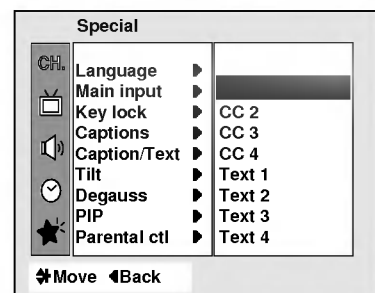 Special
CH.
Language
Main input
Key lock
Captions
Caption/Text
Tilt
Degauss
PIP
Parental ctl
CC 2
CC 3
CC 4
Text 1
Text 2
Text 3
Text 4
Move Back